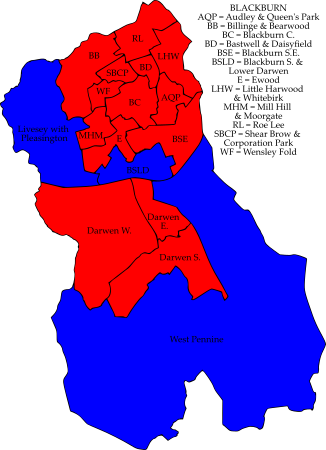 BLACKBURN
AQP = Audley & Queen's Park
BB = Billinge & Bearwood
BC = Blackburn C.
BD = Bastwell & Daisyfield
BSE = Blackburn S.E.
BSLD = Blackburn S. &
Lower Darwen
E = Ewood
LHW = Little Harwood
& Whitebirk
MHM = Mill Hill
& Moorgate
RL = Roe Lee
SBCP = Shear Brow &
Corporation Park
WF = Wensley Fold
RL
BB
LHW
BD
SBCP
WF
AQP
BC
Livesey with
Pleasington
MHM
E
BSE
BSLD
Darwen
E.
Darwen W.
Darwen S.
West Pennine